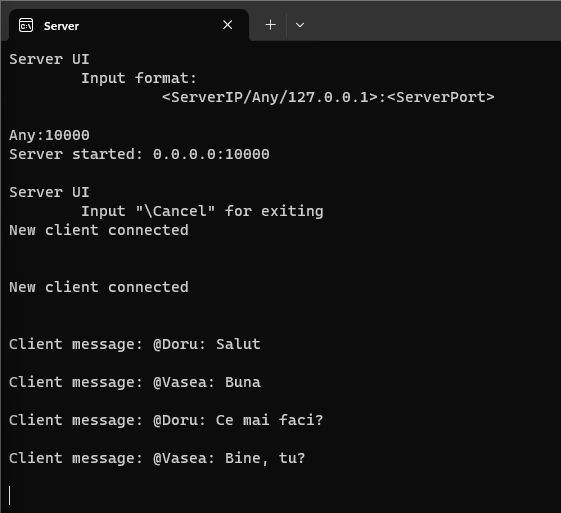 Server
Server UI
Input format:
<ServerIP/Any/127.0.0.1>:<ServerPort>
Any:10000
Server started: 0.0.0.0:10000
Server UI
Input "\Cancel" for exiting
New client connected
New client connected
Client message: @Doru: Salut
Client message: @Vasea: Buna
Client message: @Doru: Ce mai faci?
Client message: @Vasea: Bine, tu?